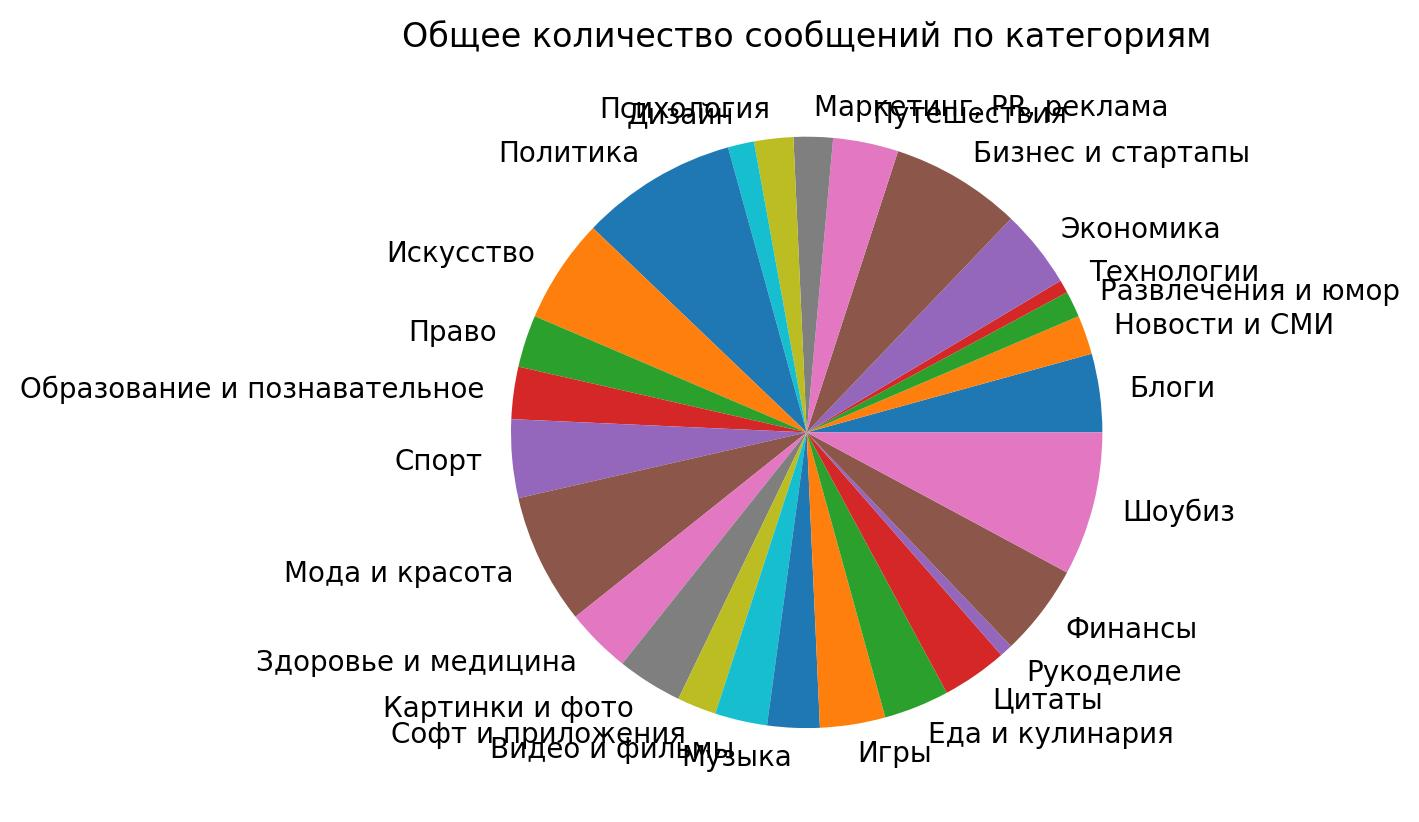 Общее количество сообщений по категориям
Психология
Маркетинг, PR, реклама
Дизайн
Путешествия
Политика
Бизнес и стартапы
Экономика
Искусство
Технологии
Развлечения и юмор
Новости и СМИ
Право
Блоги
Образование и познавательное
Спорт
Шоубиз
Мода и красота
Финансы
Здоровье и медицина
Рукоделие
Цитаты
Картинки и фото
Софт и приложения
Еда и кулинария
Видео и фильмы
Игры
Музыка